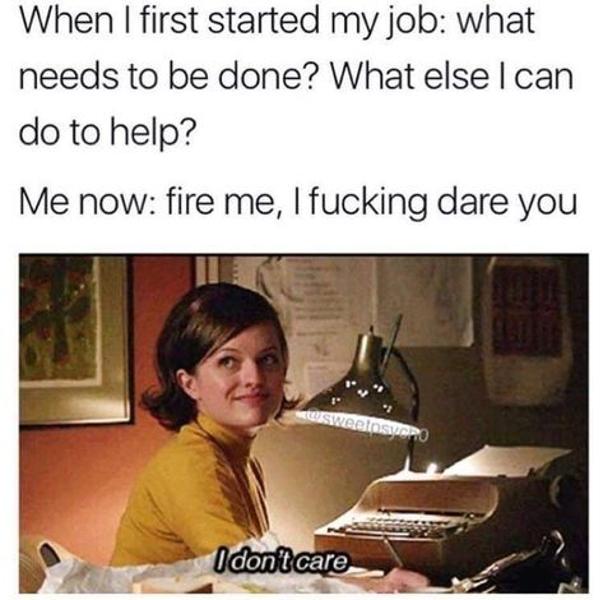 When I first started my job: what
needs to be done? What else I can
do to help?
Me now: fire me, I fucking dare you
@sweetpsycho
I don't care